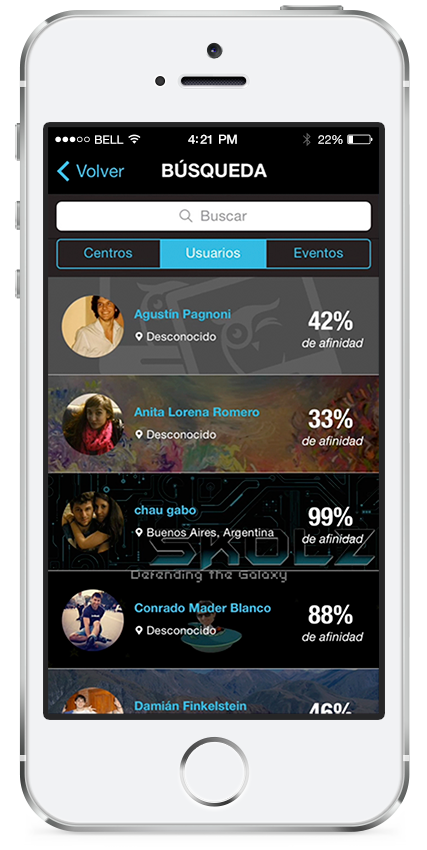 BELL 4:21 PM 22%
Volver BÚSQUEDA
Buscar
Centros Usuarios Eventos
Agustín Pagnoni
Desconocido
42%
de afinidad
Anita Lorena Romero
Desconocido
33%
de afinidad
chau gabo
Buenos Aires, Argentina
99%
de afinidad
SKOLZ
Defending the Galaxy
Conrado Mader Blanco
Desconocido
88%
de afinidad
Damián Finkelstein
46%